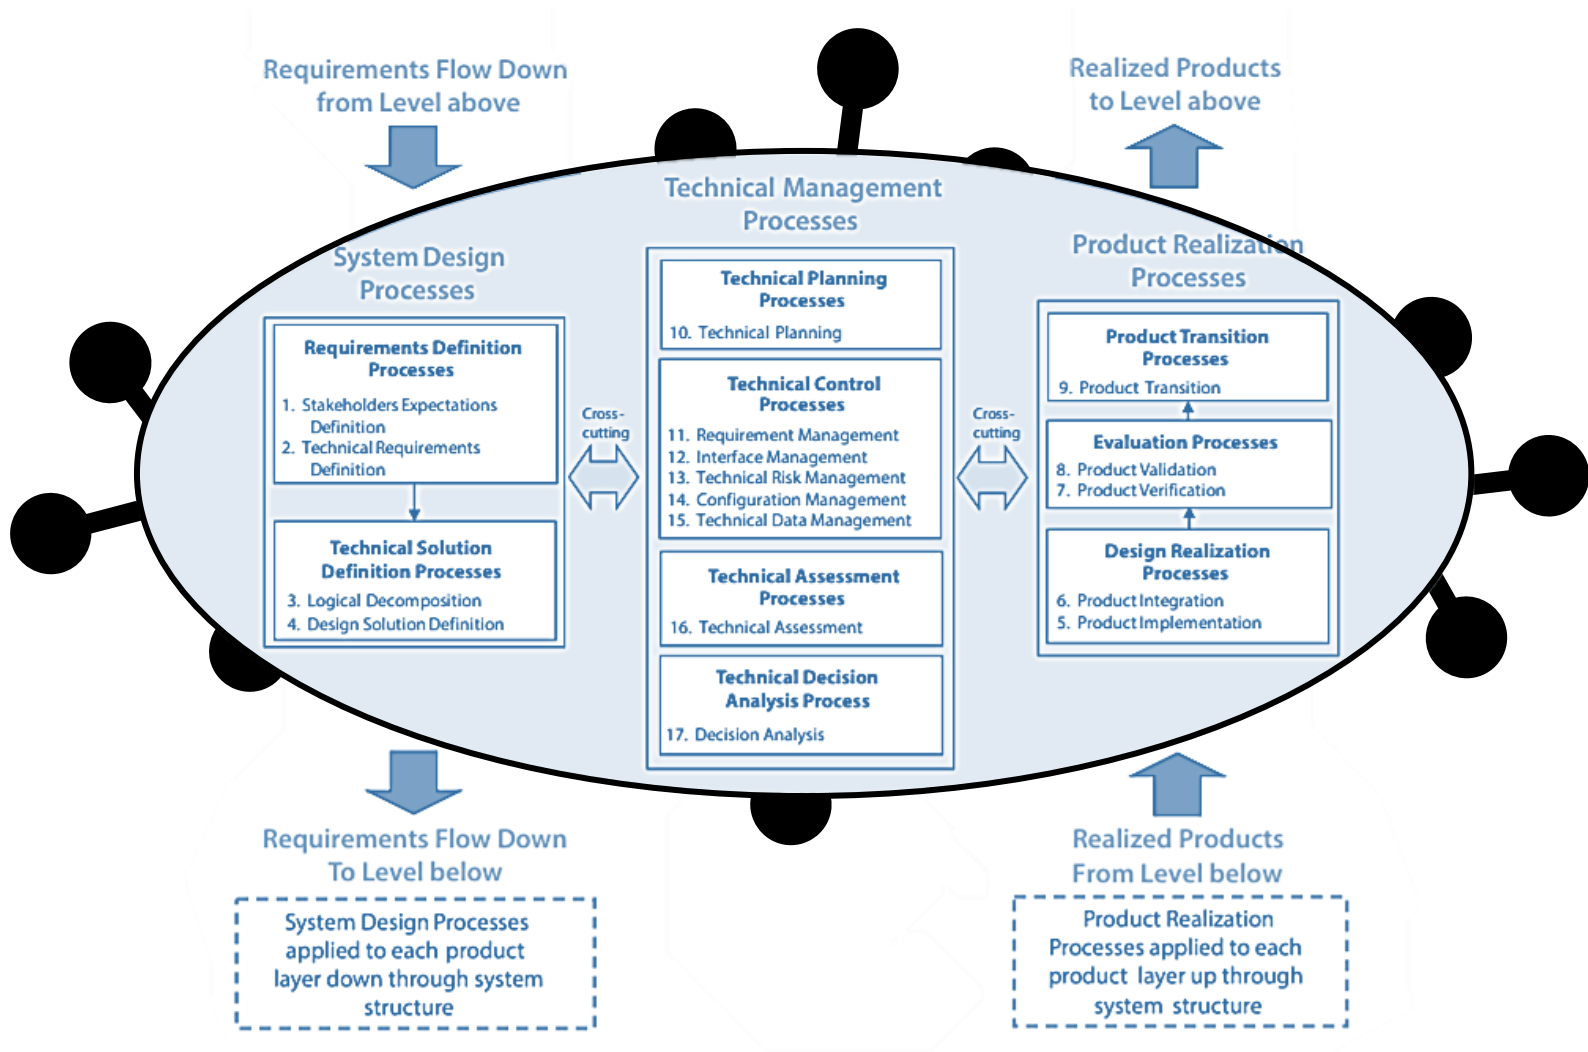 Requirements Flow Down
from Level above
Realized Products
to Level above
Technical Management
Processes
System Design
Processes
Product Realization
Processes
Requirements Definition
Processes
1. Stakeholders Expectations
Definition
2. Technical Requirements
Definition
Technical Solution
Definition Processes
3. Logical Decomposition
4. Design Solution Definition
Cross-
cutting
Technical Planning
Processes
10. Technical Planning
Technical Control
Processes
11. Requirement Management
12. Interface Management
13. Technical Risk Management
14. Configuration Management
15. Technical Data Management
Technical Assessment
Processes
16. Technical Assessment
Technical Decision
Analysis Process
17. Decision Analysis
Cross-
cutting
Product Transition
Processes
9. Product Transition
Evaluation Processes
8. Product Validation
7. Product Verification
Design Realization
Processes
6. Product Integration
5. Product Implementation
Requirements Flow Down
To Level below
System Design Processes
applied to each product
layer down through system
structure
Realized Products
From Level below
Product Realization
Processes applied to each
product layer up through
system structure